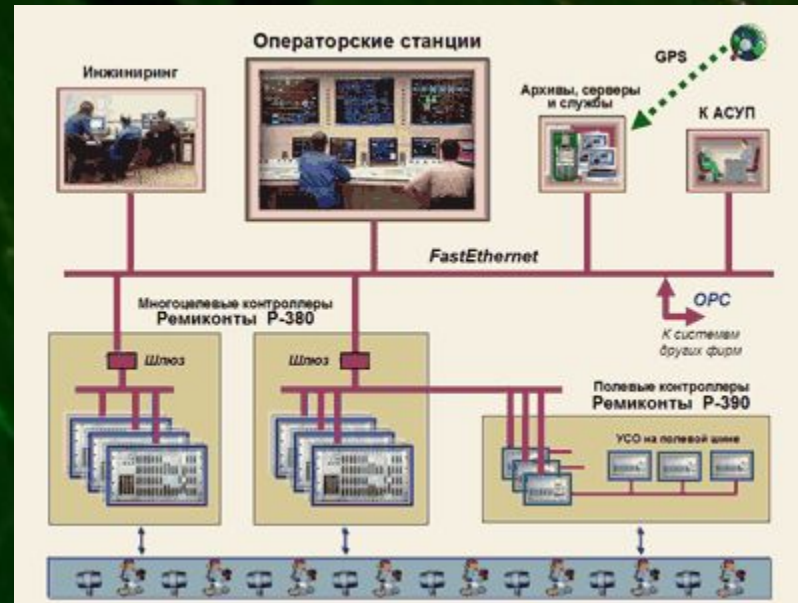 Операторские станции
Инжиниринг
GPS
Архивы, серверы
и службы
К АСУП
FastEthernet
OPC
К системам
других фирм
Многоцелевые контроллеры
Ремиконты Р-380
Шлюз
Шлюз
Полевые контроллеры
Ремиконты Р-390
УСО на полевой шине